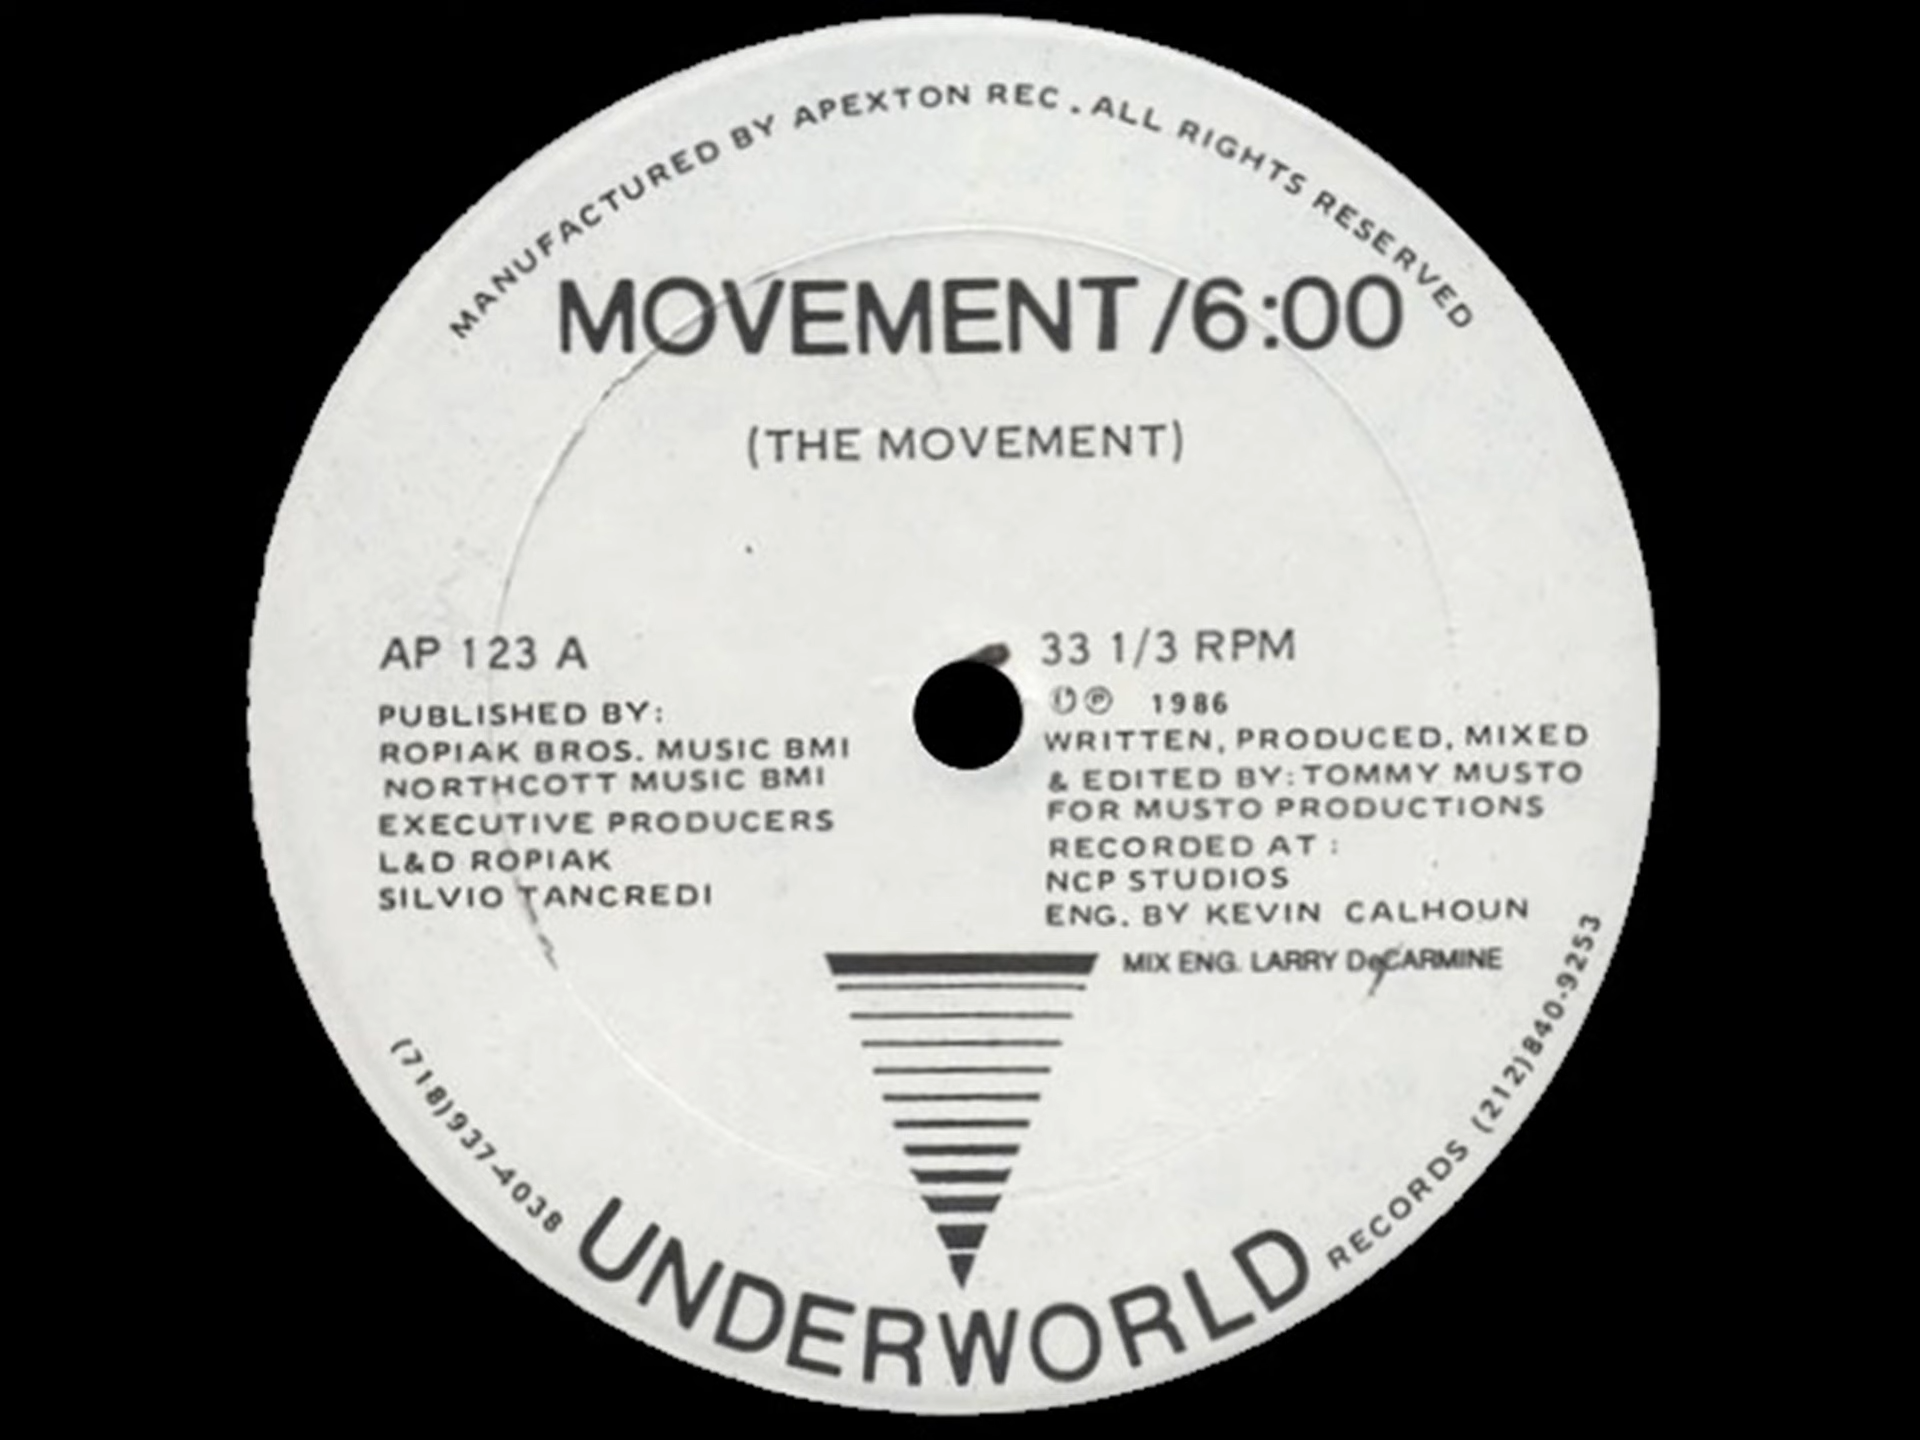 MANUFACTURED BY APEXTON REC. ALL RIGHTS RESERVED
MOVEMENT/6:00
(THE MOVEMENT)
AP 123 A
PUBLISHED BY:
ROPIAK BROS. MUSIC BMI
NORTHCOTT MUSIC BMI
EXECUTIVE PRODUCERS
L&D ROPIAK
SILVIO TANCREDI
33 1/3 RPM
©℗ 1986
WRITTEN, PRODUCED, MIXED
& EDITED BY: TOMMY MUSTO
FOR MUSTO PRODUCTIONS
RECORDED AT :
NCP STUDIOS
ENG. BY KEVIN CALHOUN
MIX ENG. LARRY DeCARMINE
(718)937-4038
UNDERWORLD
RECORDS (212)840-9253